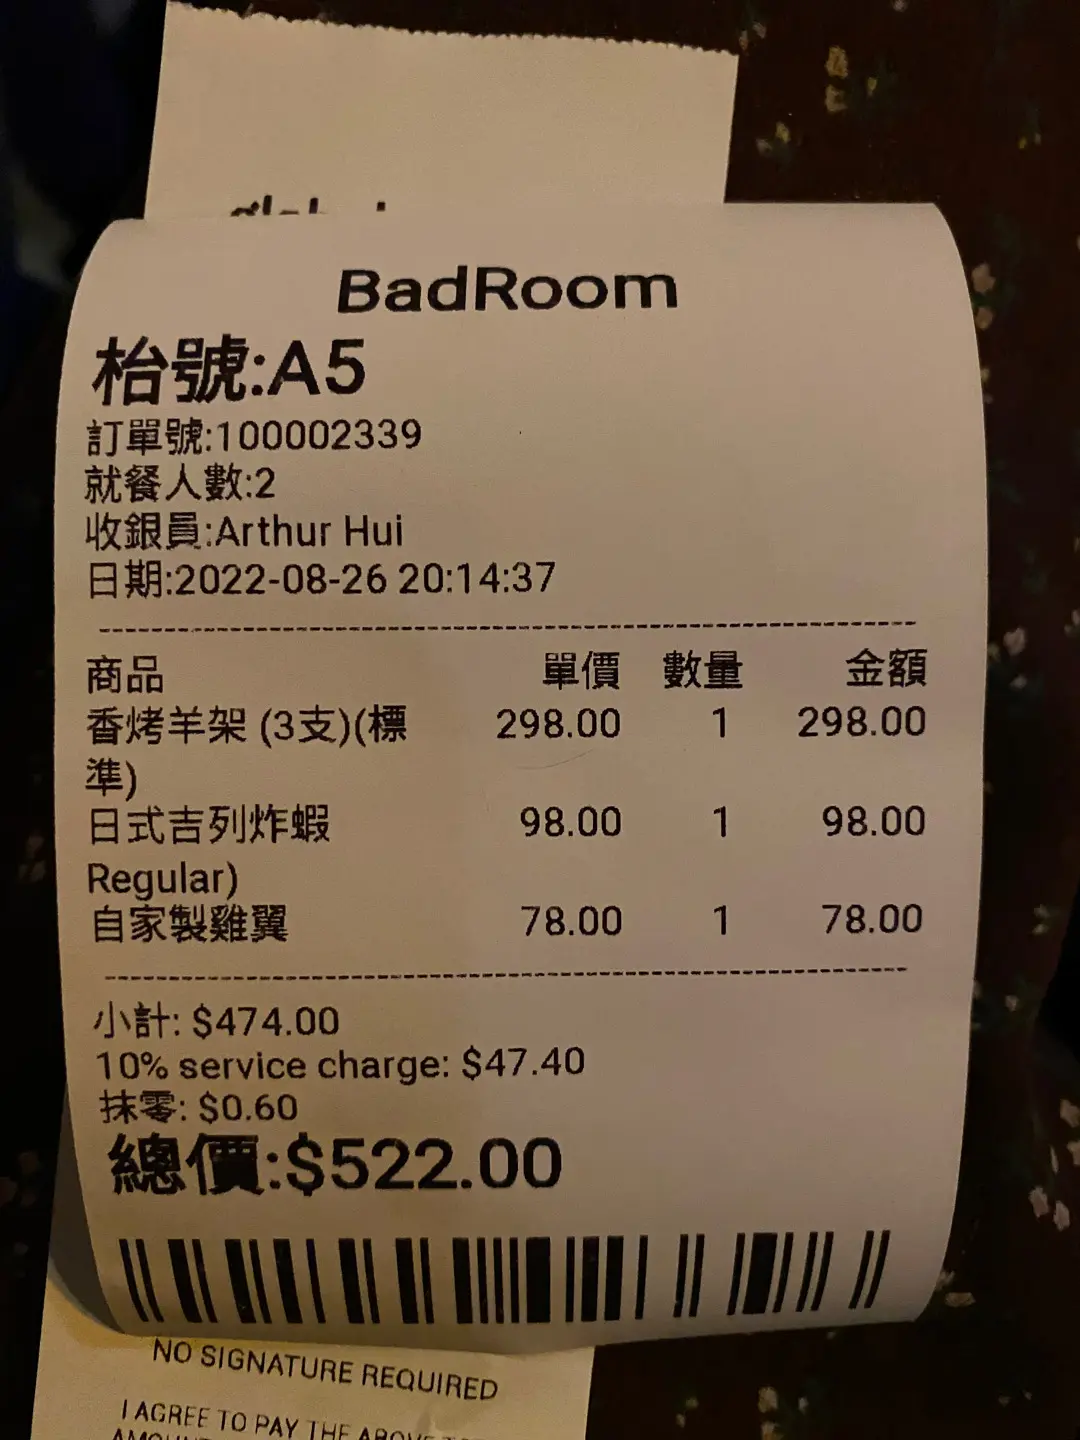 BadRoom
枱號:A5
訂單號:100002339
就餐人數:2
收銀員:Arthur Hui
日期:2022-08-26 20:14:37
商品 單價 數量 金額
香烤羊架 (3支)(標 298.00 1 298.00
準)
日式吉列炸蝦 98.00 1 98.00
Regular)
自家製雞翼 78.00 1 78.00
小計: $474.00
10% service charge: $47.40
抹零: $0.60
總價:$522.00
NO SIGNATURE REQUIRED
I AGREE TO PAY THE ABOVE